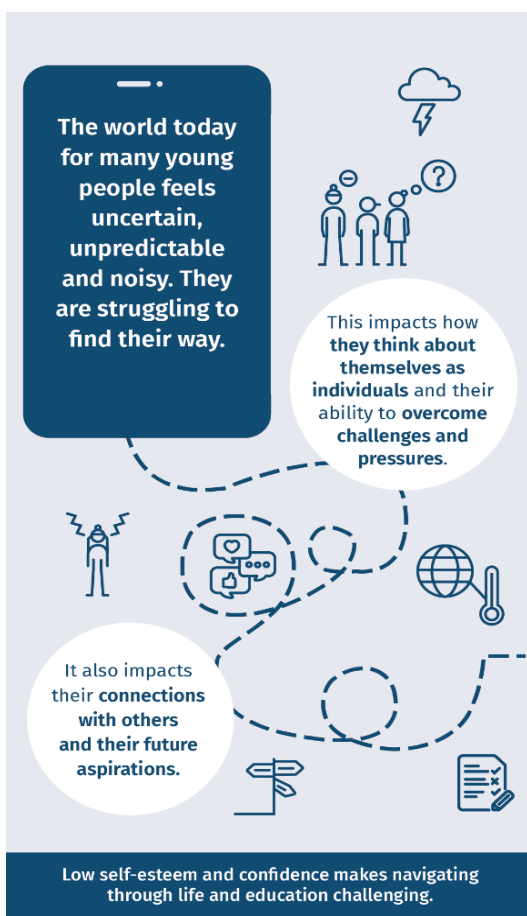 The world today
for many young
people feels
uncertain,
unpredictable
and noisy. They
are struggling to
find their way.
?
This impacts how
they think about
themselves as
individuals and their
ability to overcome
challenges and
pressures.
It also impacts
their connections
with others
and their future
aspirations.
Low self-esteem and confidence makes navigating
through life and education challenging.